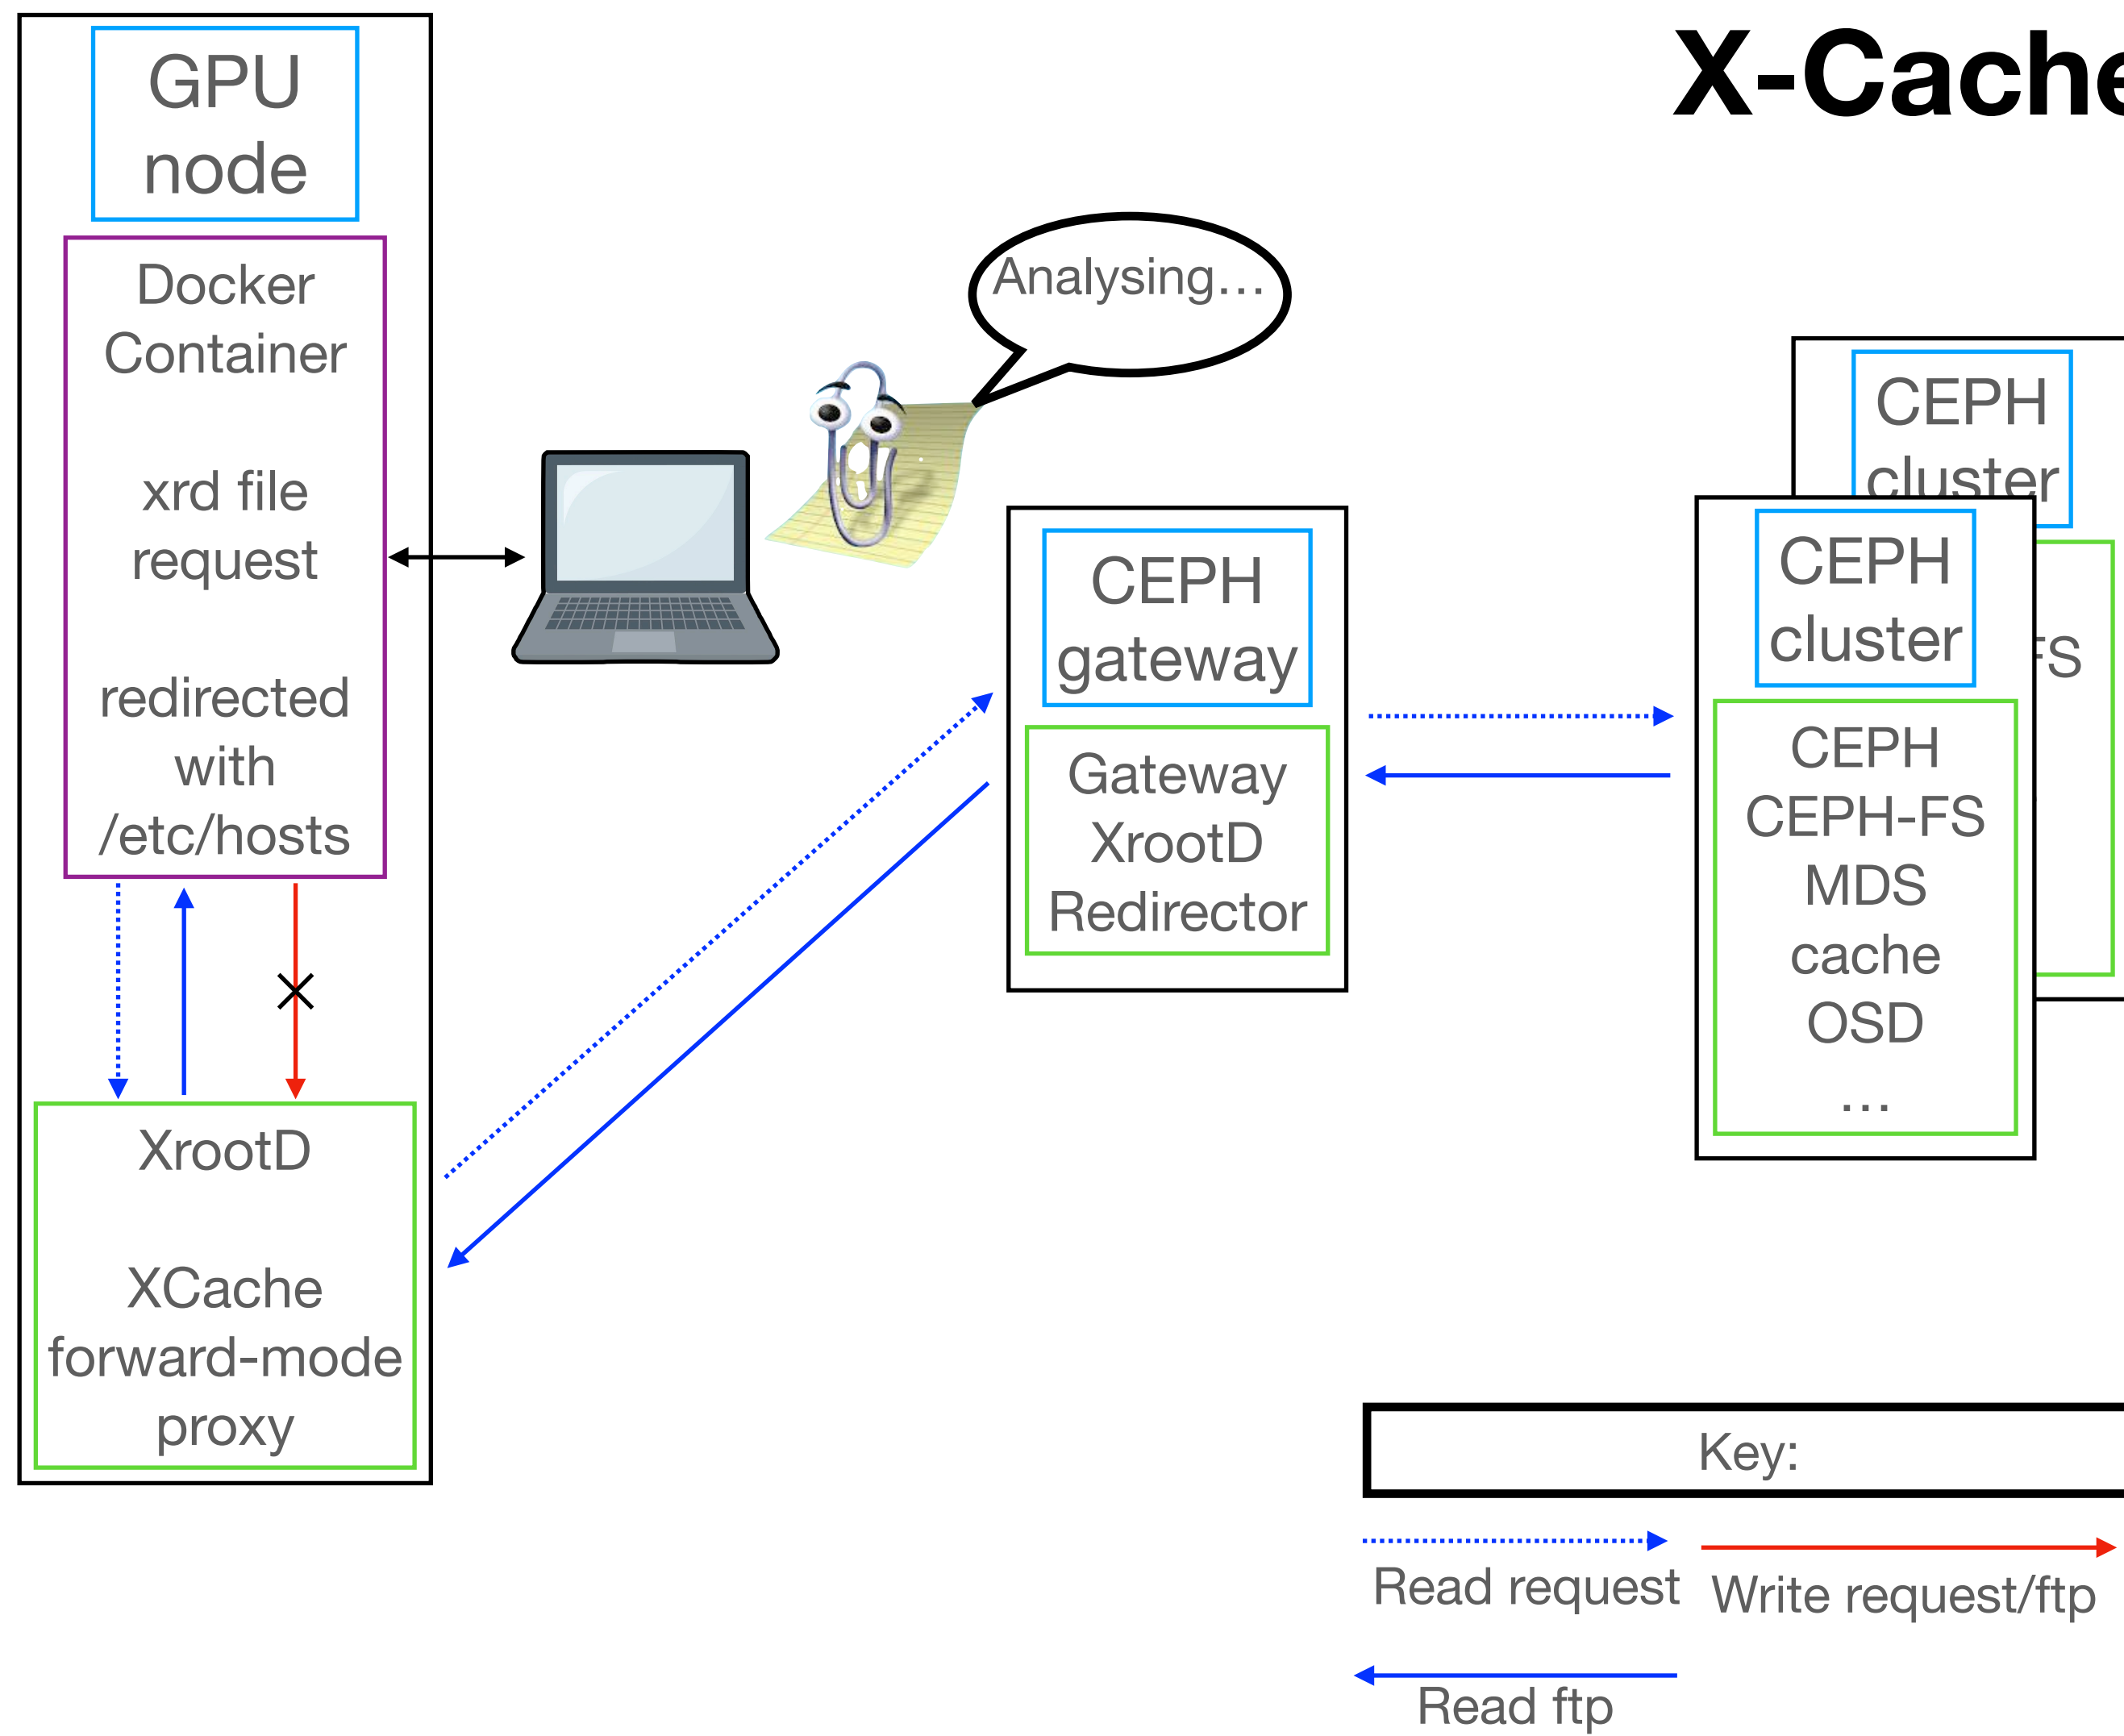 X-Cache
GPU
node
Docker
Container
xrd file
request
redirected
with
/etc/hosts
XrootD
XCache
forward-mode
proxy
Analysing...
CEPH
gateway
Gateway
XrootD
Redirector
CEPH
cluster
FS
CEPH
cluster
CEPH
CEPH-FS
MDS
cache
OSD
...
Key:
Read request
Write request/ftp
Read ftp